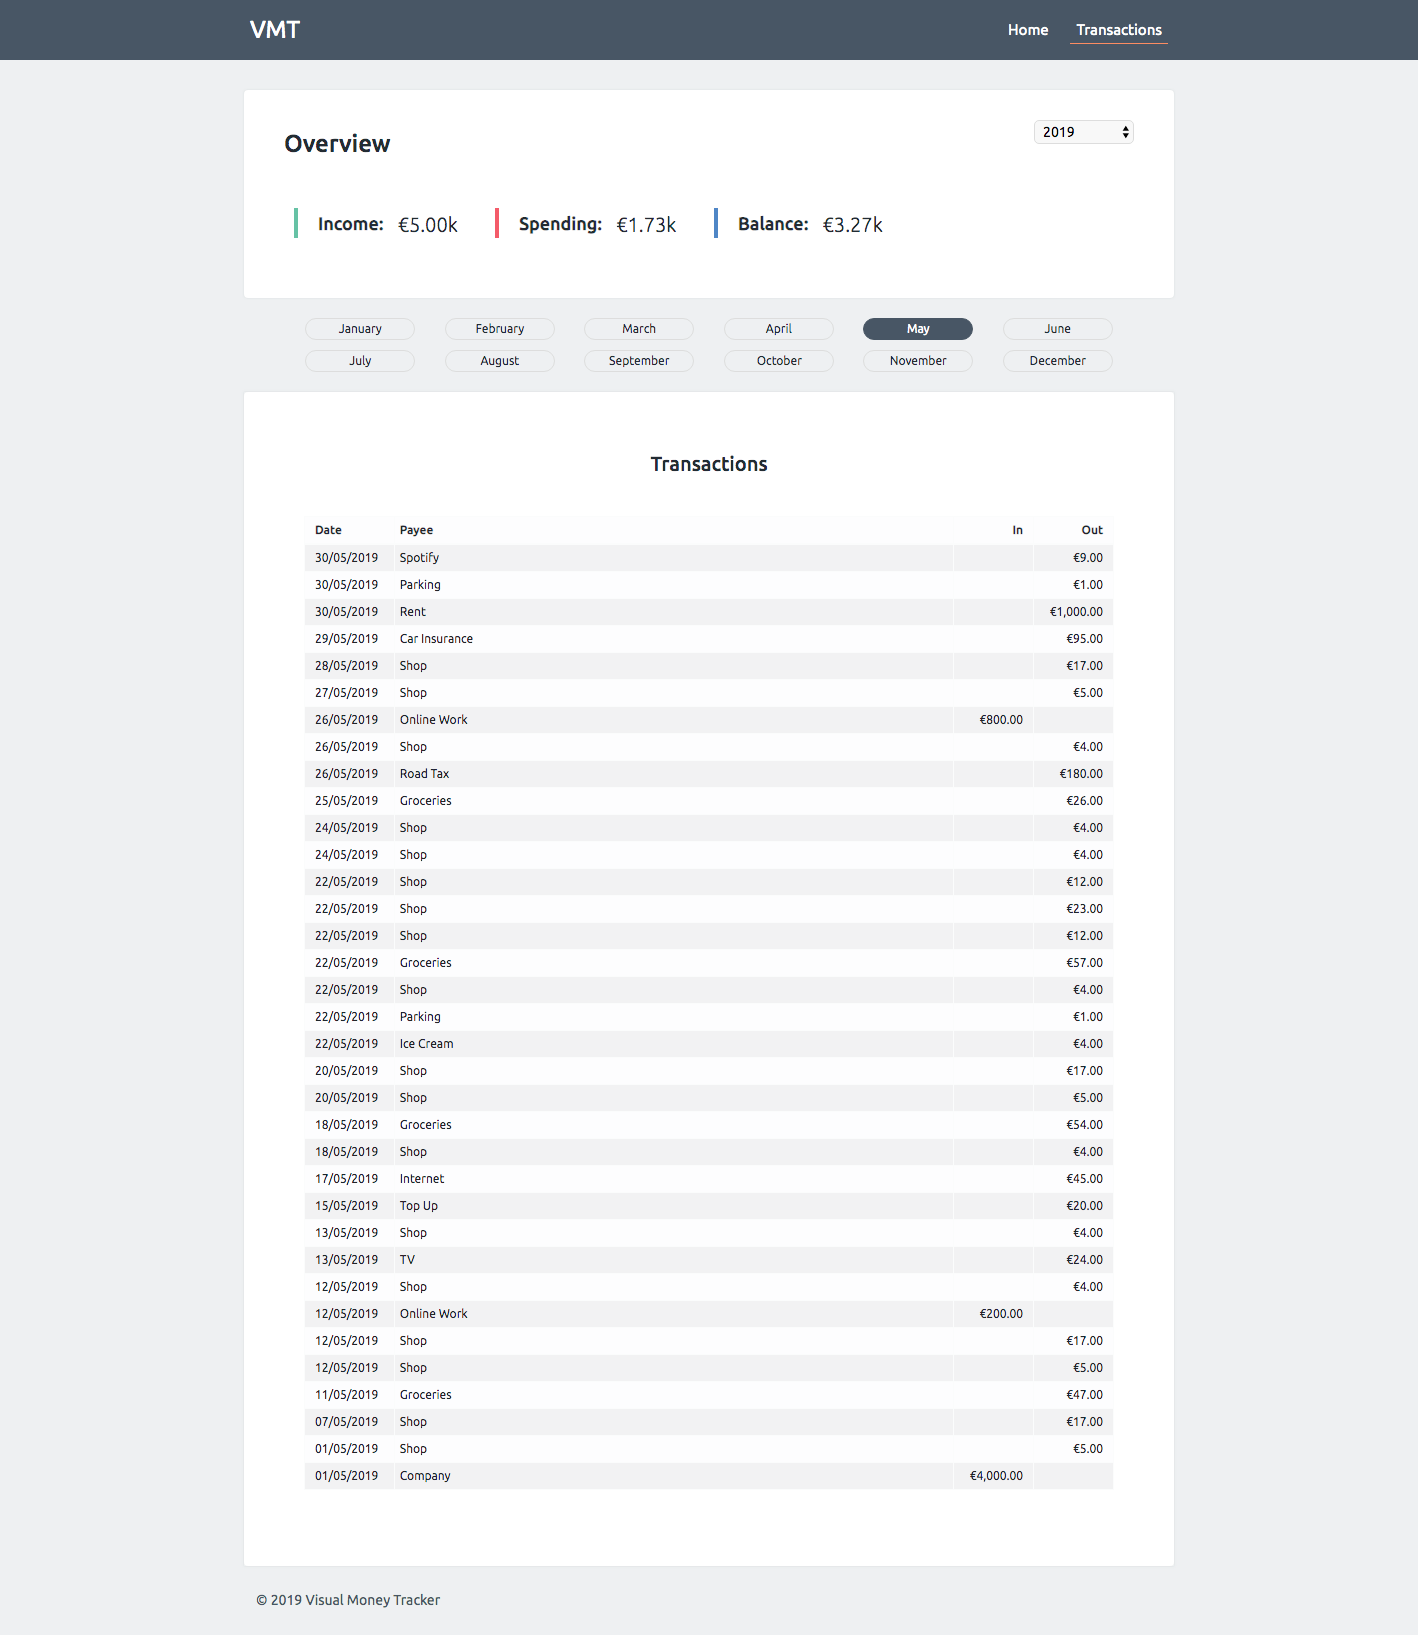 VMT Home Transactions
Overview 2019
Income: €5.00k Spending: €1.73k Balance: €3.27k
January February March April May June
July August September October November December
Transactions
Date Payee In Out
30/05/2019 Spotify €9.00
30/05/2019 Parking €1.00
30/05/2019 Rent €1,000.00
29/05/2019 Car Insurance €95.00
28/05/2019 Shop €17.00
27/05/2019 Shop €5.00
26/05/2019 Online Work €800.00
26/05/2019 Shop €4.00
26/05/2019 Road Tax €180.00
25/05/2019 Groceries €26.00
24/05/2019 Shop €4.00
24/05/2019 Shop €4.00
22/05/2019 Shop €12.00
22/05/2019 Shop €23.00
22/05/2019 Shop €12.00
22/05/2019 Groceries €57.00
22/05/2019 Shop €4.00
22/05/2019 Parking €1.00
22/05/2019 Ice Cream €4.00
20/05/2019 Shop €17.00
20/05/2019 Shop €5.00
18/05/2019 Groceries €54.00
18/05/2019 Shop €4.00
17/05/2019 Internet €45.00
15/05/2019 Top Up €20.00
13/05/2019 Shop €4.00
13/05/2019 TV €24.00
12/05/2019 Shop €4.00
12/05/2019 Online Work €200.00
12/05/2019 Shop €17.00
12/05/2019 Shop €5.00
11/05/2019 Groceries €47.00
07/05/2019 Shop €17.00
01/05/2019 Shop €5.00
01/05/2019 Company €4,000.00
© 2019 Visual Money Tracker